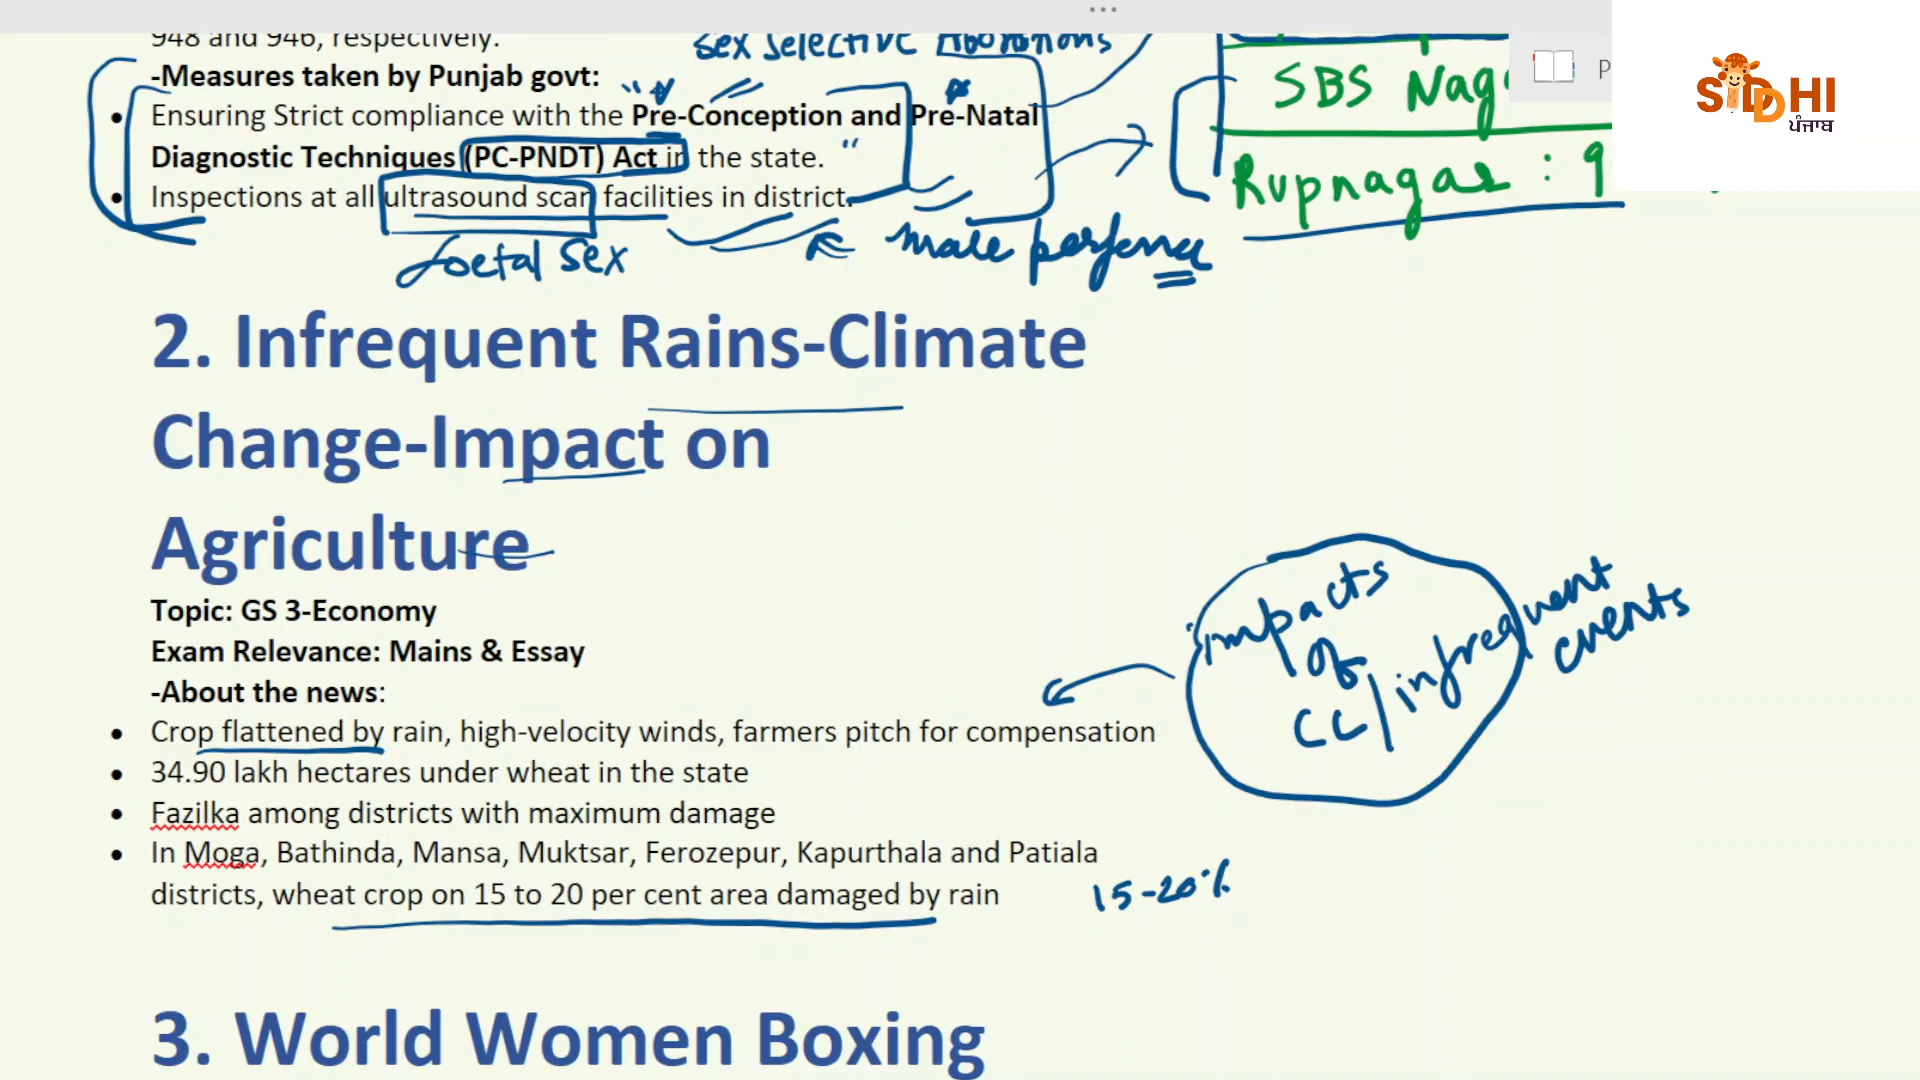 948 and 946, respectively.
sex selective Abortions
-Measures taken by Punjab govt:
Ensuring Strict compliance with the Pre-Conception and Pre-Natal
Diagnostic Techniques (PC-PNDT) Act in the state.
Inspections at all ultrasound scan facilities in district.
foetal sex
male perfernce
SBS Nag
Rupnagar : 9
P
SIDDHI
ਪੰਜਾਬ
2. Infrequent Rains-Climate
Change-Impact on
Agriculture
Topic: GS 3-Economy
Exam Relevance: Mains & Essay
-About the news:
Crop flattened by rain, high-velocity winds, farmers pitch for compensation
34.90 lakh hectares under wheat in the state
Fazilka among districts with maximum damage
In Moga, Bathinda, Mansa, Muktsar, Ferozepur, Kapurthala and Patiala
districts, wheat crop on 15 to 20 per cent area damaged by rain
15-20%
impacts
of
CC/infrequent
events
3. World Women Boxing